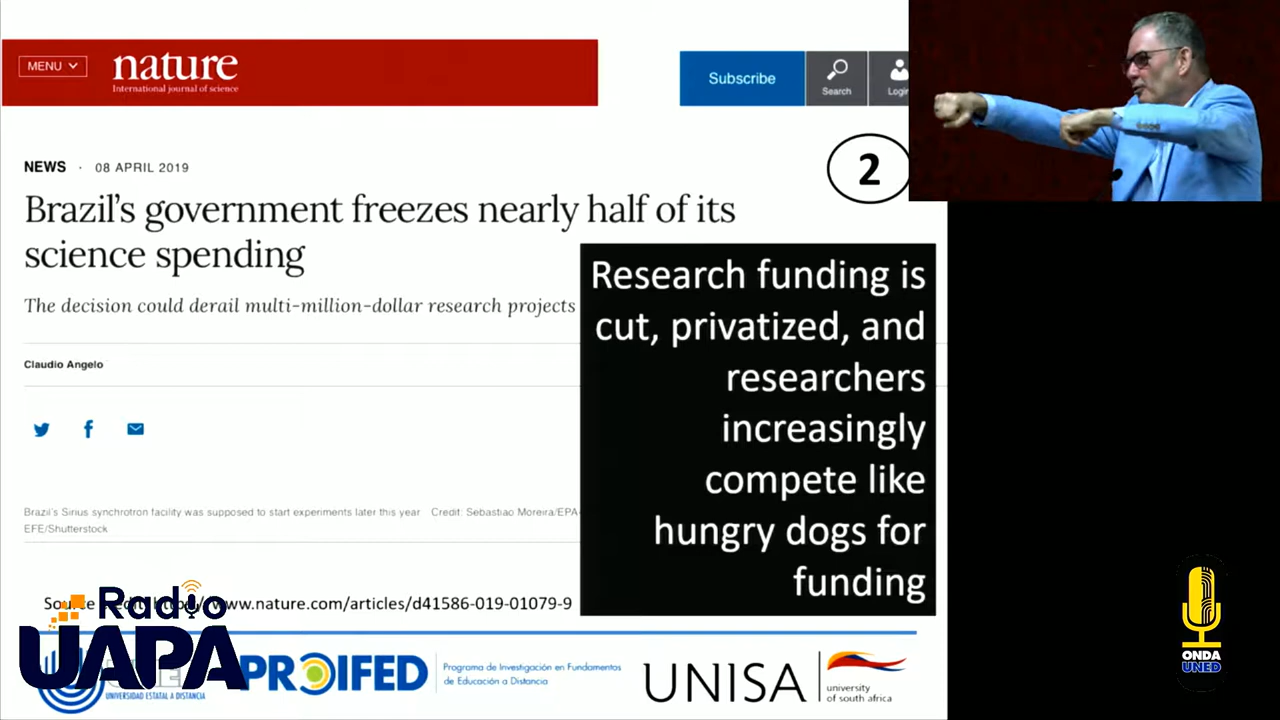 MENU
nature
International journal of science
Subscribe
Search
Login
NEWS · 08 APRIL 2019
2
Brazil's government freezes nearly half of its
science spending
The decision could derail multi-million-dollar research projects
Claudio Angelo
Research funding is
cut, privatized, and
researchers
increasingly
compete like
hungry dogs for
funding
Brazil's Sirius synchrotron facility was supposed to start experiments later this year Credit: Sebastiao Moreira/EPA-
EFE/Shutterstock
www.nature.com/articles/d41586-019-01079-9
Radio
UAPA
UNIVERSIDAD ESTATAL A DISTANCIA
PROIFED
Programa de Investigación en Fundamentos
de Educación a Distancia
UNISA
university
of south africa
ONDA
UNED